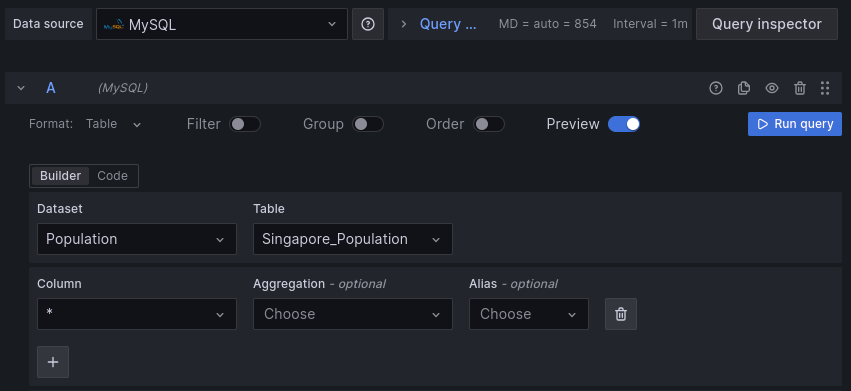 Data source MySQL Query ... MD = auto = 854 Interval = 1m Query inspector
A (MySQL)
Format: Table Filter Group Order Preview Run query
Builder Code
Dataset Table
Population Singapore_Population
Column Aggregation - optional Alias - optional
* Choose Choose